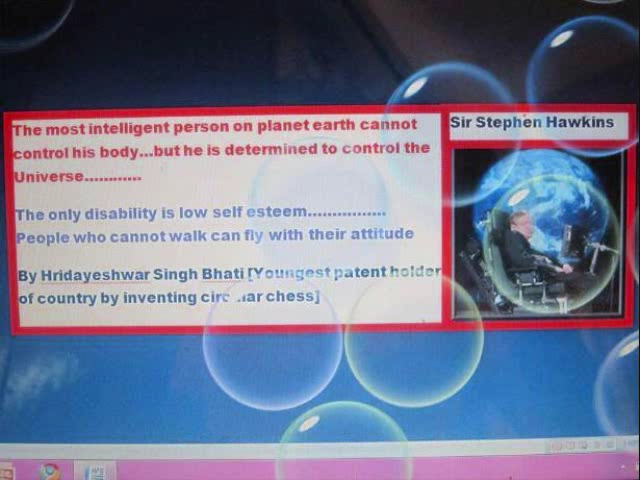 The most intelligent person on planet earth cannot
control his body...but he is determined to control the
Universe............
The only disability is low self esteem................
People who cannot walk can fly with their attitude
By Hridayeshwar Singh Bhati [Youngest patent holder
of country by inventing circ ar chess]
Sir Stephen Hawkins